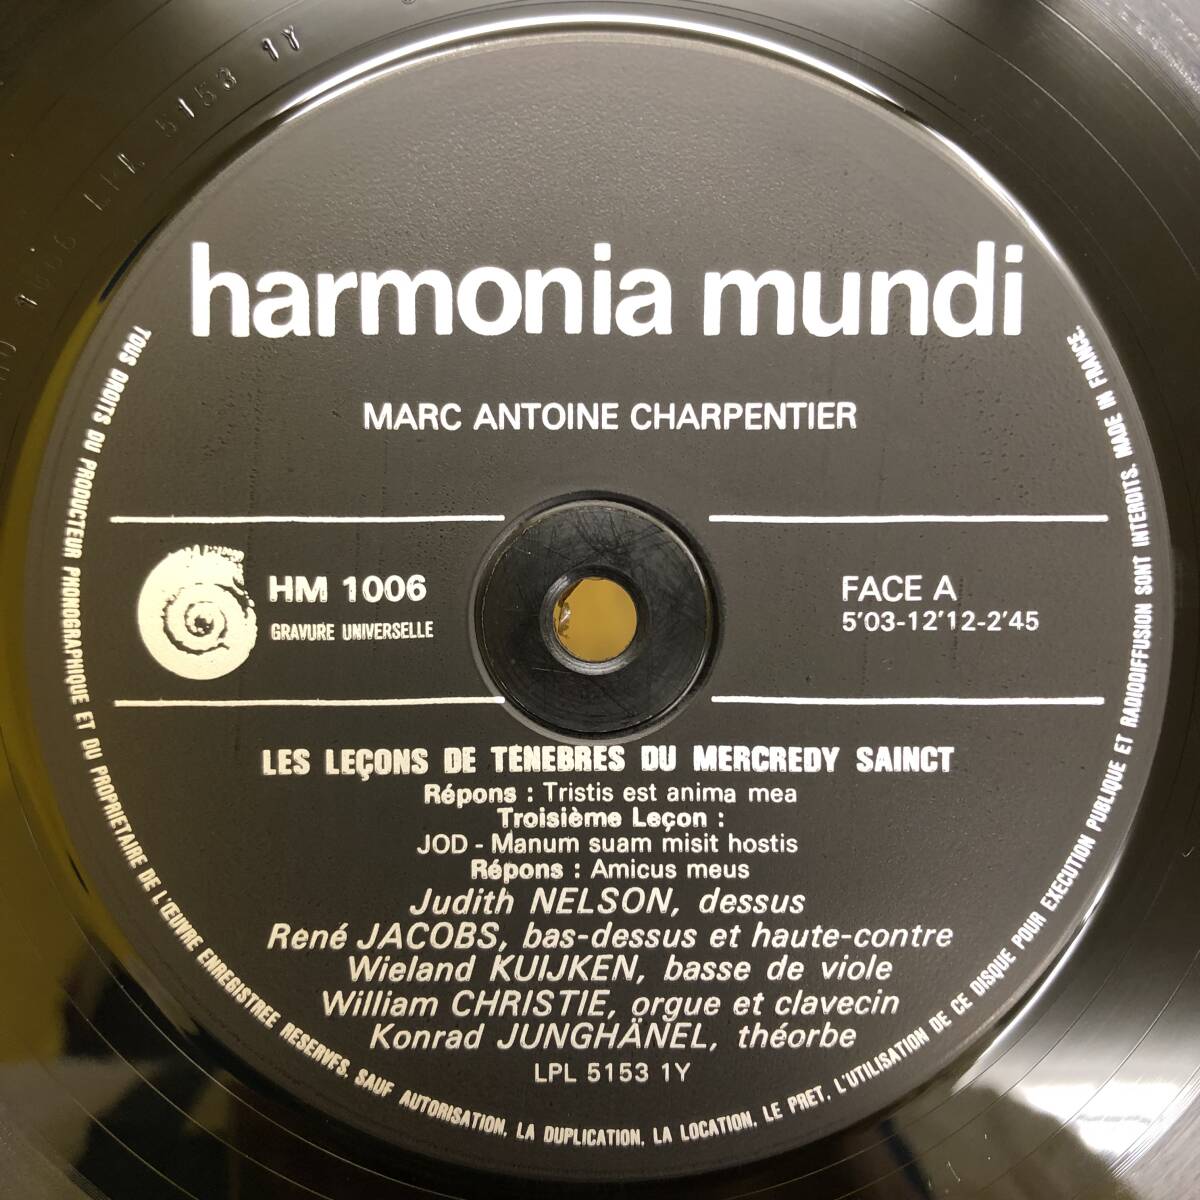 harmonia mundi
MARC ANTOINE CHARPENTIER
HM 1006
GRAVURE UNIVERSELLE
FACE A
5'03-12'12-2'45
LES LEÇONS DE TÉNEBRES DU MERCREDY SAINCT
Répons : Tristis est anima mea
Troisième Leçon :
JOD - Manum suam misit hostis
Répons : Amicus meus
Judith NELSON, dessus
René JACOBS, bas-dessus et haute-contre
Wieland KUIJKEN, basse de viole
William CHRISTIE, orgue et clavecin
Konrad JUNGHÄNEL, théorbe
LPL 5153 1Y
TOUS DROITS DU PRODUCTEUR PHONOGRAPHIQUE ET DU PROPRIETAIRE DE L'ŒUVRE ENREGISTREE RESERVES. SAUF AUTORISATION, LA DUPLICATION, LA LOCATION, LE PRET, L'UTILISATION DE CE DISQUE POUR EXECUTION PUBLIQUE ET RADIODIFFUSION SONT INTERDITS. MADE IN FRANCE.
1006 LPL 5153 1Y